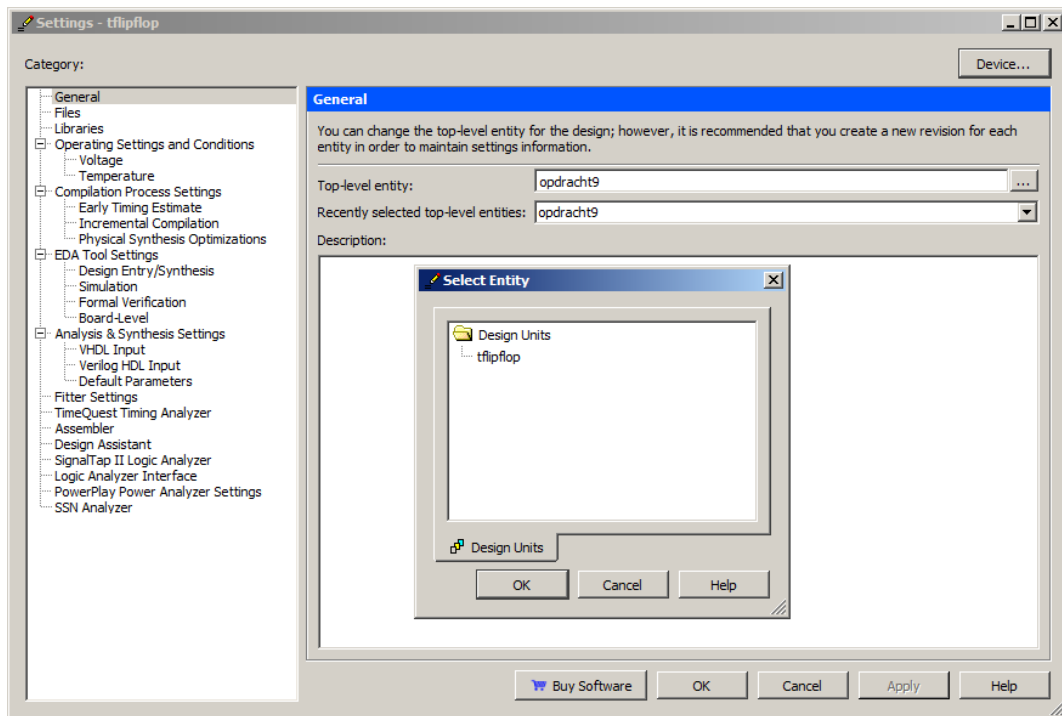 Settings - tflipflop
Category:
Device...
General
Files
Libraries
Operating Settings and Conditions
Voltage
Temperature
Compilation Process Settings
Early Timing Estimate
Incremental Compilation
Physical Synthesis Optimizations
EDA Tool Settings
Design Entry/Synthesis
Simulation
Formal Verification
Board-Level
Analysis & Synthesis Settings
VHDL Input
Verilog HDL Input
Default Parameters
Fitter Settings
TimeQuest Timing Analyzer
Assembler
Design Assistant
SignalTap II Logic Analyzer
Logic Analyzer Interface
PowerPlay Power Analyzer Settings
SSN Analyzer
General
You can change the top-level entity for the design; however, it is recommended that you create a new revision for each
entity in order to maintain settings information.
Top-level entity: opdracht9 ...
Recently selected top-level entities: opdracht9
Description:
Select Entity
Design Units
tflipflop
Design Units
OK Cancel Help
Buy Software OK Cancel Apply Help